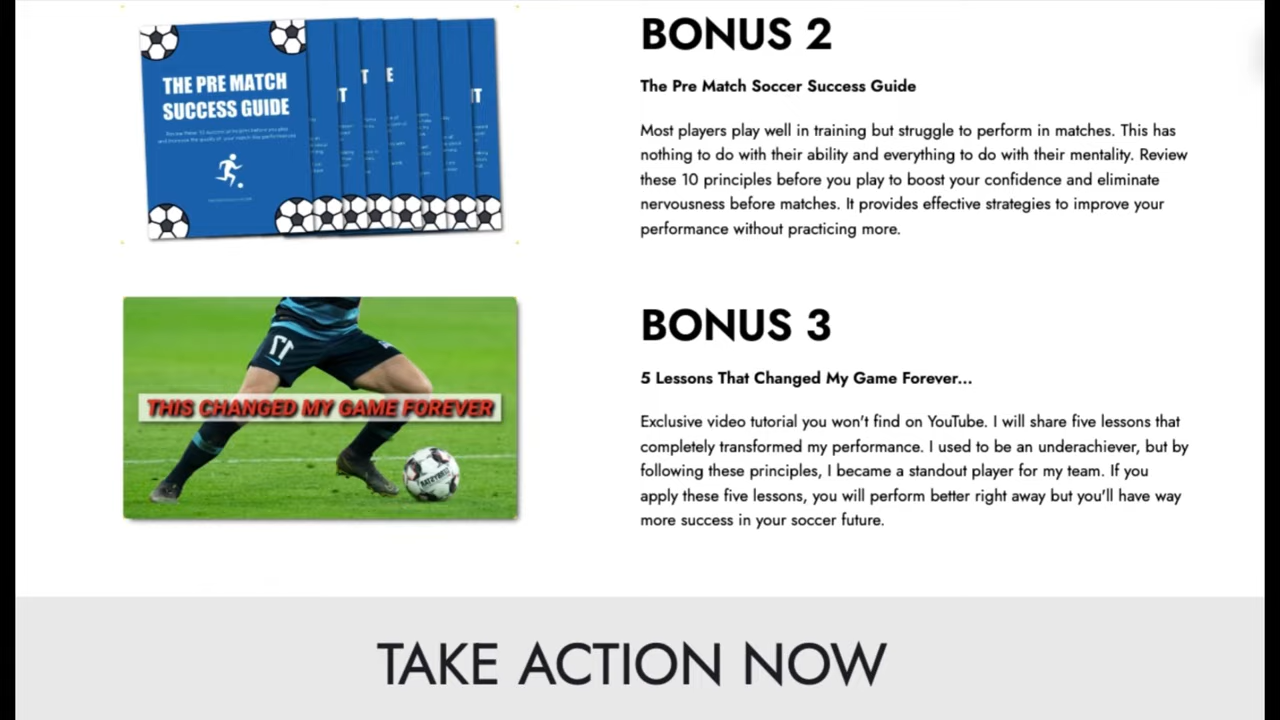 BONUS 2
The Pre Match Soccer Success Guide
Most players play well in training but struggle to perform in matches. This has
nothing to do with their ability and everything to do with their mentality. Review
these 10 principles before you play to boost your confidence and eliminate
nervousness before matches. It provides effective strategies to improve your
performance without practicing more.
THE PRE MATCH
SUCCESS GUIDE
BONUS 3
5 Lessons That Changed My Game Forever...
Exclusive video tutorial you won't find on YouTube. I will share five lessons that
completely transformed my performance. I used to be an underachiever, but by
following these principles, I became a standout player for my team. If you
apply these five lessons, you will perform better right away but you'll have way
more success in your soccer future.
THIS CHANGED MY GAME FOREVER
TAKE ACTION NOW